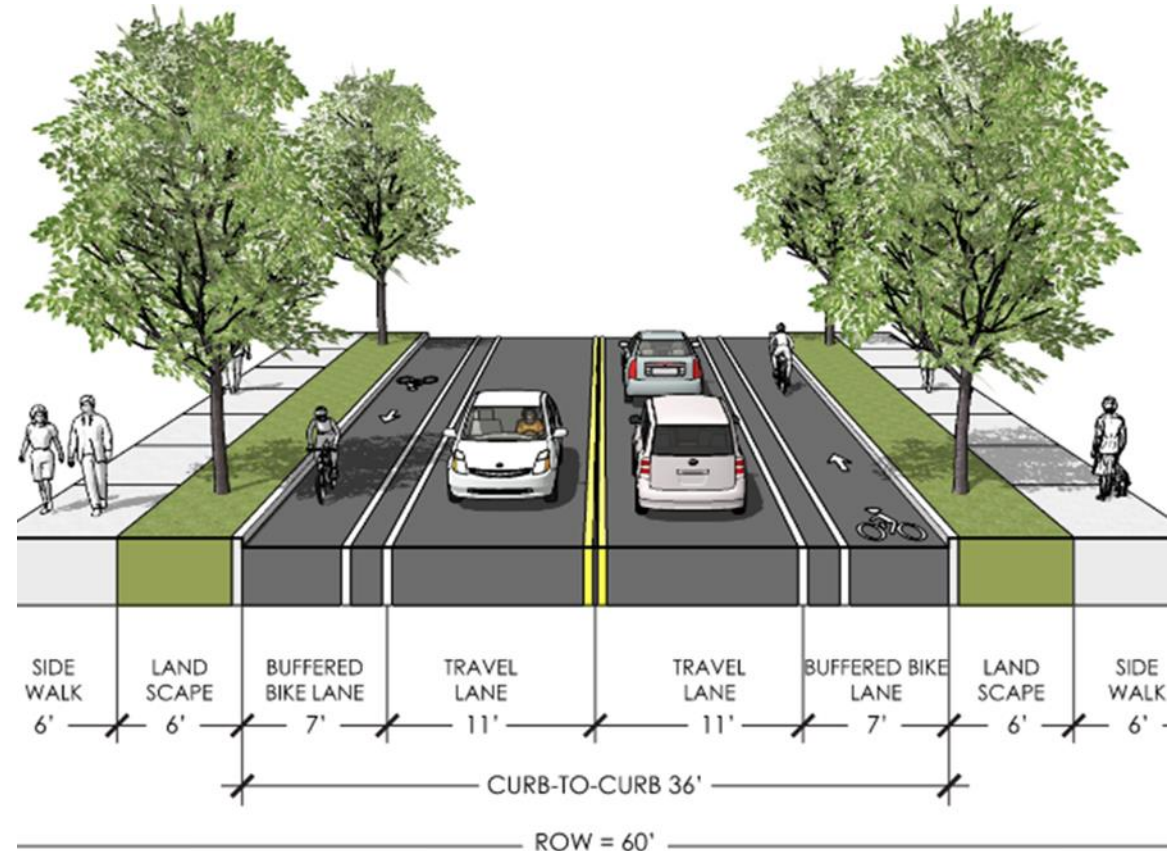 SIDE
WALK
6'
LAND
SCAPE
6'
BUFFERED
BIKE LANE
7'
TRAVEL
LANE
11'
TRAVEL
LANE
11'
BUFFERED BIKE
LANE
7'
LAND
SCAPE
6'
SIDE
WALK
6'
CURB-TO-CURB 36'
ROW = 60'